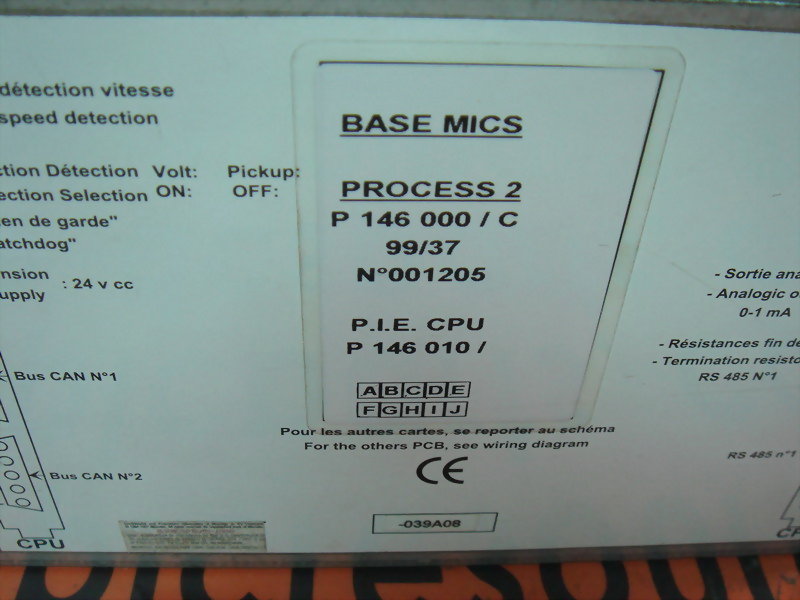 détection vitesse
speed detection
ction Détection Volt: Pickup:
ection Selection ON: OFF:
en de garde"
atchdog"
nsion
upply : 24 v cc
Bus CAN N°1
Bus CAN N°2
CPU
BASE MICS
PROCESS 2
P 146 000 / C
99/37
N°001205
P.I.E. CPU
P 146 010 /
A B C D E
F G H I J
Pour les autres cartes, se reporter au schéma
For the others PCB, see wiring diagram
CE
-039A08
- Sortie ana
- Analogic o
0-1 mA
- Résistances fin de
- Termination resisto
RS 485 N°1
RS 485 n°1
CP